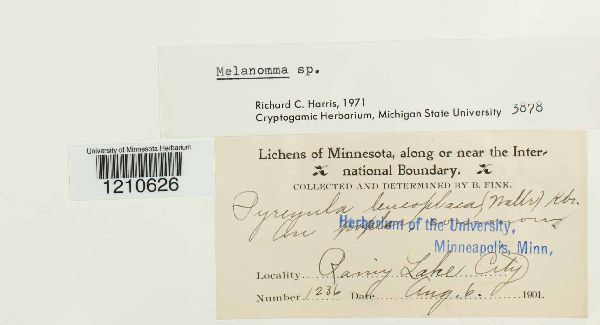 Melanomma sp.
Richard C. Harris, 1971
Cryptogamic Herbarium, Michigan State University 3878
University of Minnesota Herbarium
1210626
Lichens of Minnesota, along or near the Inter-
national Boundary.
COLLECTED AND DETERMINED BY B. FINK.
Pyrenula leucoplaca (Wallr) Kbr.
On
Herbarium of the University,
Minneapolis, Minn,
Locality Rainy Lake City
Number 1236 Date Aug. 6. 1901.